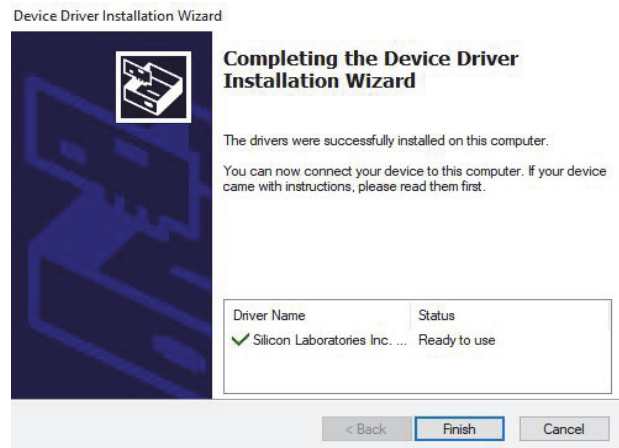 Device Driver Installation Wizard
Completing the Device Driver
Installation Wizard
The drivers were successfully installed on this computer.
You can now connect your device to this computer. If your device
came with instructions, please read them first.
Driver Name Status
Silicon Laboratories Inc. ... Ready to use
< Back Finish Cancel